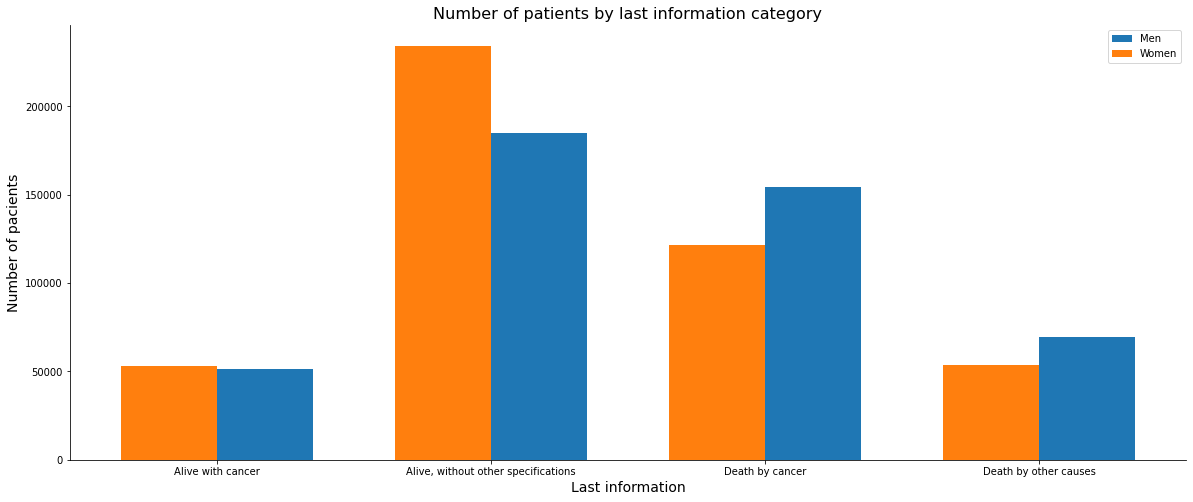 Number of patients by last information category
Men
Women
Number of pacients
200000
150000
100000
50000
0
Alive with cancer
Alive, without other specifications
Death by cancer
Death by other causes
Last information